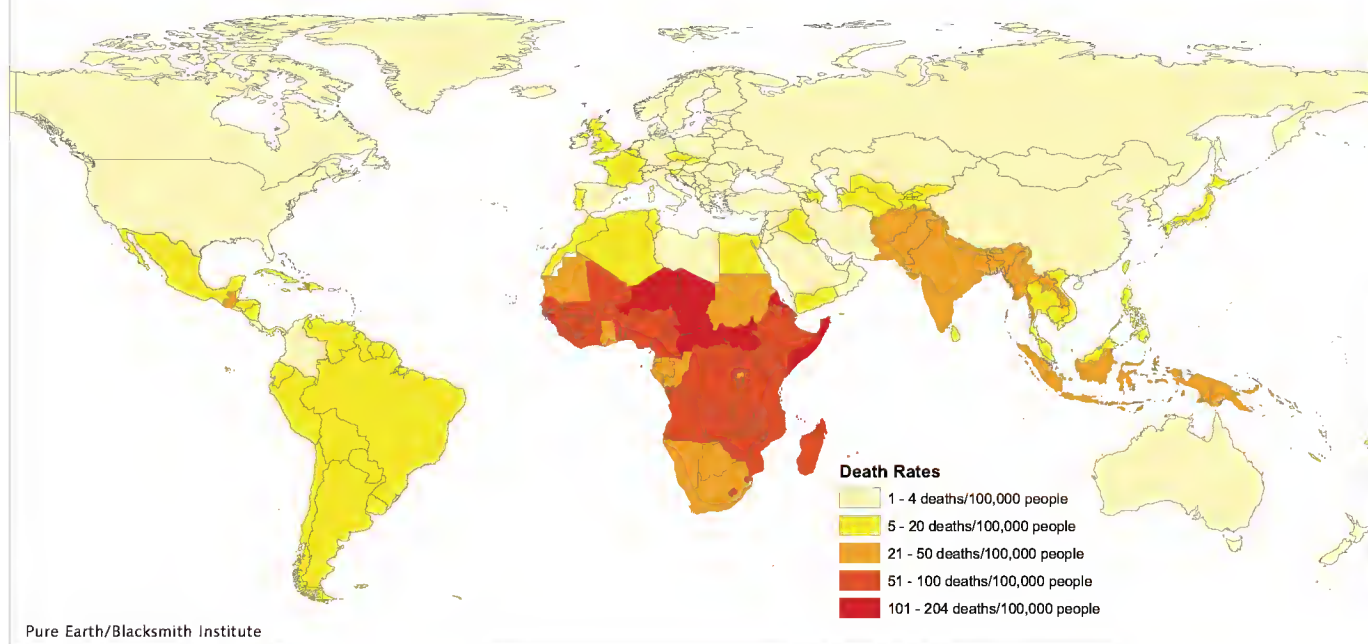 Death Rates
1 - 4 deaths/100,000 people
5 - 20 deaths/100,000 people
21 - 50 deaths/100,000 people
51 - 100 deaths/100,000 people
101 - 204 deaths/100,000 people
Pure Earth/Blacksmith Institute